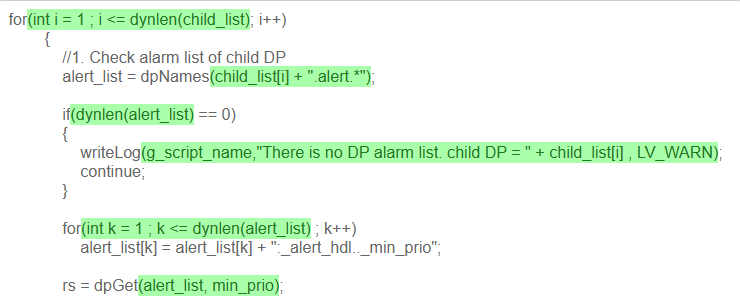 for(int i = 1 ; i <= dynlen(child_list); i++)
{
//1. Check alarm list of child DP
alert_list = dpNames(child_list[i] + ".alert.*");
if(dynlen(alert_list) == 0)
{
writeLog(g_script_name,"There is no DP alarm list. child DP = " + child_list[i] , LV_WARN);
continue;
}
for(int k = 1 ; k <= dynlen(alert_list) ; k++)
alert_list[k] = alert_list[k] + ":_alert_hdl.._min_prio";
rs = dpGet(alert_list, min_prio);